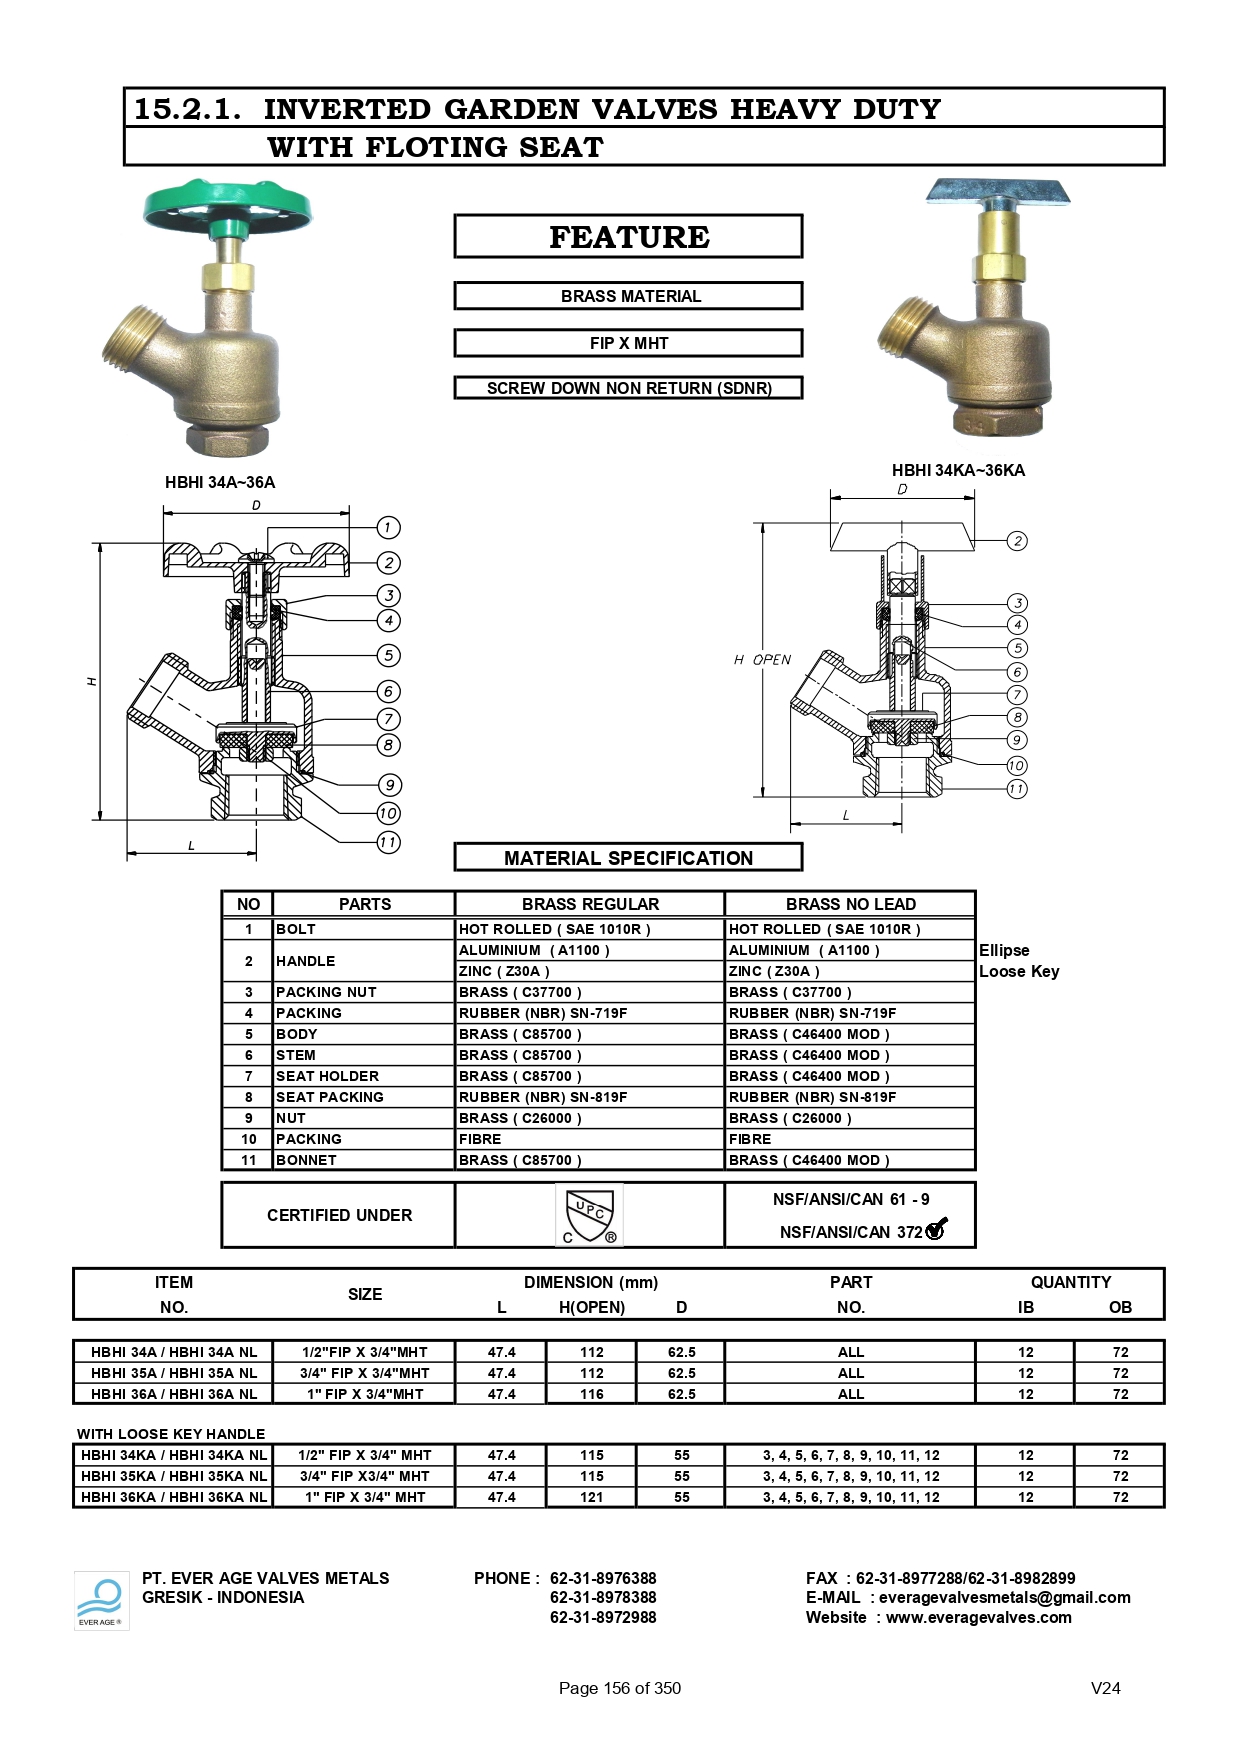 15.2.1. INVERTED GARDEN VALVES HEAVY DUTY
WITH FLOTING SEAT
FEATURE
BRASS MATERIAL
FIP X MHT
SCREW DOWN NON RETURN (SDNR)
3/4
HBHI 34A~36A
HBHI 34KA~36KA
D
1
2
3
4
5
6
7
8
9
10
11
H
L
D
2
3
4
5
6
7
8
9
10
11
H OPEN
L
MATERIAL SPECIFICATION
NO PARTS BRASS REGULAR BRASS NO LEAD
1 BOLT HOT ROLLED ( SAE 1010R ) HOT ROLLED ( SAE 1010R )
2 HANDLE ALUMINIUM ( A1100 ) ALUMINIUM ( A1100 ) Ellipse
ZINC ( Z30A ) ZINC ( Z30A ) Loose Key
3 PACKING NUT BRASS ( C37700 ) BRASS ( C37700 )
4 PACKING RUBBER (NBR) SN-719F RUBBER (NBR) SN-719F
5 BODY BRASS ( C85700 ) BRASS ( C46400 MOD )
6 STEM BRASS ( C85700 ) BRASS ( C46400 MOD )
7 SEAT HOLDER BRASS ( C85700 ) BRASS ( C46400 MOD )
8 SEAT PACKING RUBBER (NBR) SN-819F RUBBER (NBR) SN-819F
9 NUT BRASS ( C26000 ) BRASS ( C26000 )
10 PACKING FIBRE FIBRE
11 BONNET BRASS ( C85700 ) BRASS ( C46400 MOD )
CERTIFIED UNDER
UPC
C ®
NSF/ANSI/CAN 61 - 9
NSF/ANSI/CAN 372
ITEM SIZE DIMENSION (mm) PART QUANTITY
NO. L H(OPEN) D NO. IB OB
HBHI 34A / HBHI 34A NL 1/2"FIP X 3/4"MHT 47.4 112 62.5 ALL 12 72
HBHI 35A / HBHI 35A NL 3/4" FIP X 3/4"MHT 47.4 112 62.5 ALL 12 72
HBHI 36A / HBHI 36A NL 1" FIP X 3/4"MHT 47.4 116 62.5 ALL 12 72
WITH LOOSE KEY HANDLE
HBHI 34KA / HBHI 34KA NL 1/2" FIP X 3/4" MHT 47.4 115 55 3, 4, 5, 6, 7, 8, 9, 10, 11, 12 12 72
HBHI 35KA / HBHI 35KA NL 3/4" FIP X3/4" MHT 47.4 115 55 3, 4, 5, 6, 7, 8, 9, 10, 11, 12 12 72
HBHI 36KA / HBHI 36KA NL 1" FIP X 3/4" MHT 47.4 121 55 3, 4, 5, 6, 7, 8, 9, 10, 11, 12 12 72
EVER AGE ®
PT. EVER AGE VALVES METALS PHONE : 62-31-8976388 FAX : 62-31-8977288/62-31-8982899
GRESIK - INDONESIA 62-31-8978388 E-MAIL : everagevalvesmetals@gmail.com
62-31-8972988 Website : www.everagevalves.com
Page 156 of 350 V24